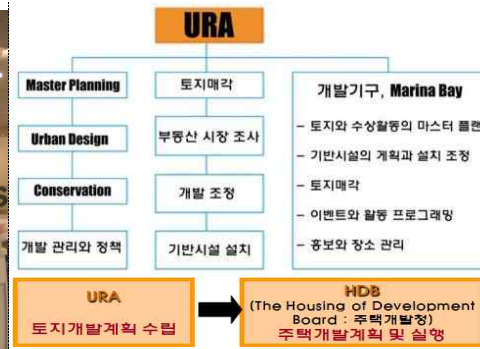 URA
Master Planning
Urban Design
Conservation
개발 관리와 정책
토지매각
부동산 시장 조사
개발 조정
기반시설 설치
개발기구, Marina Bay
- 토지와 수상활동의 마스터 플랜
- 기반시설의 게획과 설치 조정
- 토지매각
- 이벤트와 활동 프로그래밍
- 홍보와 장소 관리
URA
토지개발계획 수립
HDB
(The Housing of Development
Board : 주택개발청)
주택개발계획 및 실행